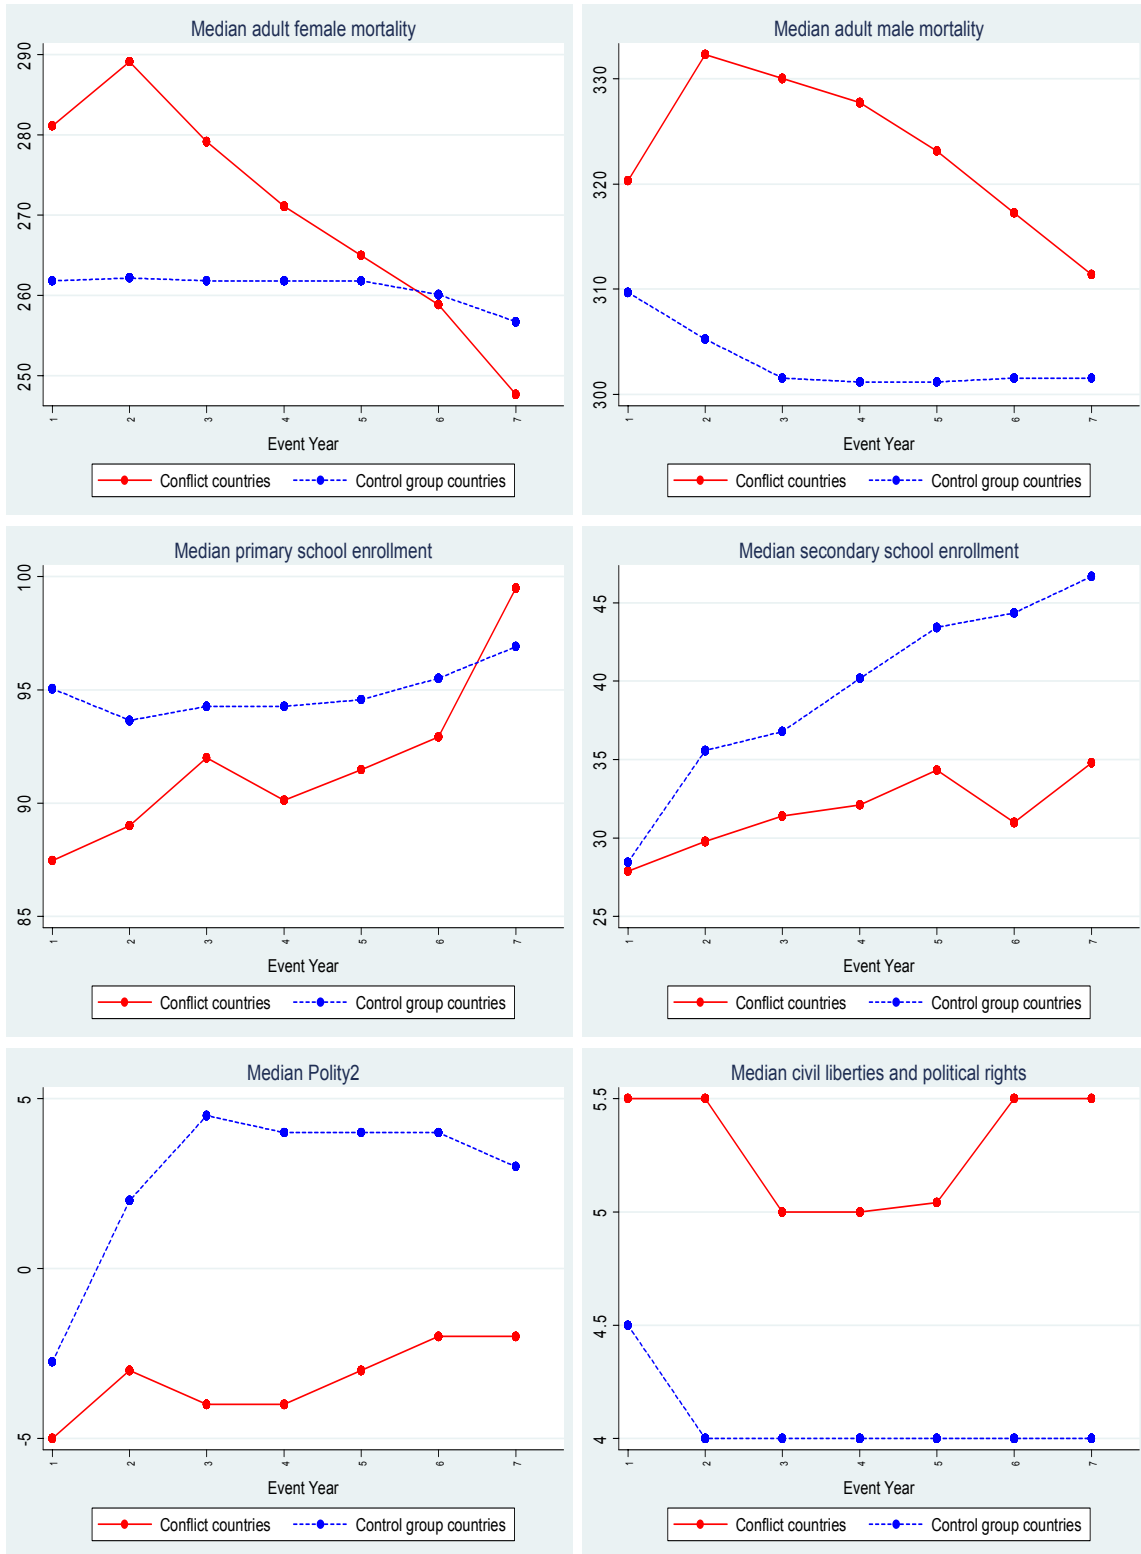 Median adult female mortality
290
280
270
260
250
1 2 3 4 5 6 7
Event Year
Conflict countries Control group countries
Median adult male mortality
330
320
310
300
1 2 3 4 5 6 7
Event Year
Conflict countries Control group countries
Median primary school enrollment
100
95
90
85
1 2 3 4 5 6 7
Event Year
Conflict countries Control group countries
Median secondary school enrollment
45
40
35
30
25
1 2 3 4 5 6 7
Event Year
Conflict countries Control group countries
Median Polity2
5
0
-5
1 2 3 4 5 6 7
Event Year
Conflict countries Control group countries
Median civil liberties and political rights
5.5
5
4.5
4
1 2 3 4 5 6 7
Event Year
Conflict countries Control group countries